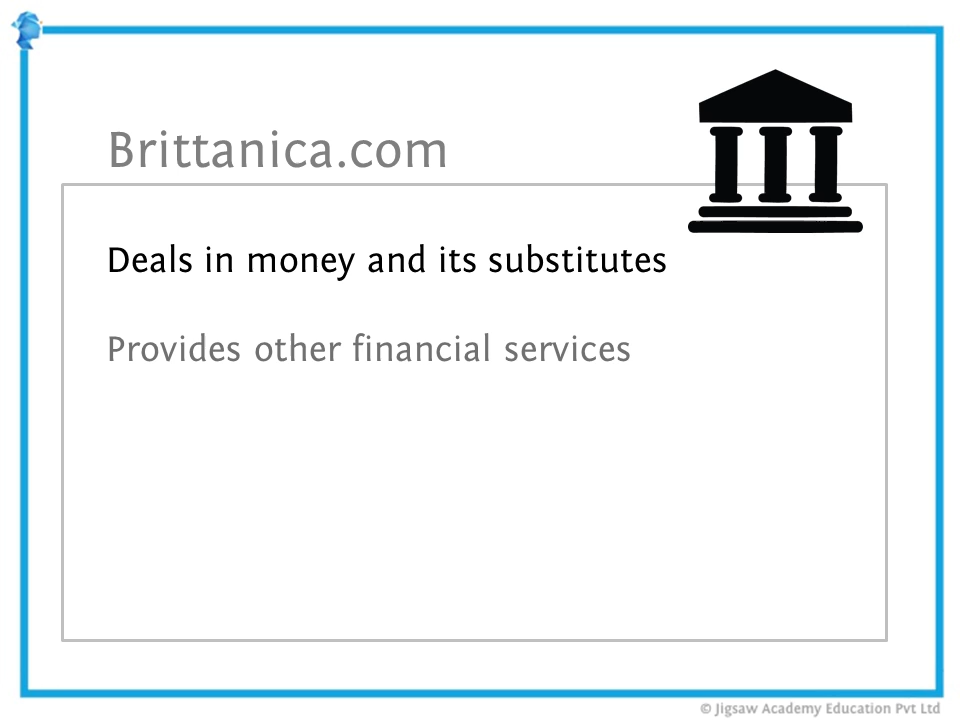 Brittanica.com
Deals in money and its substitutes
Provides other financial services
© Jigsaw Academy Education Pvt Ltd